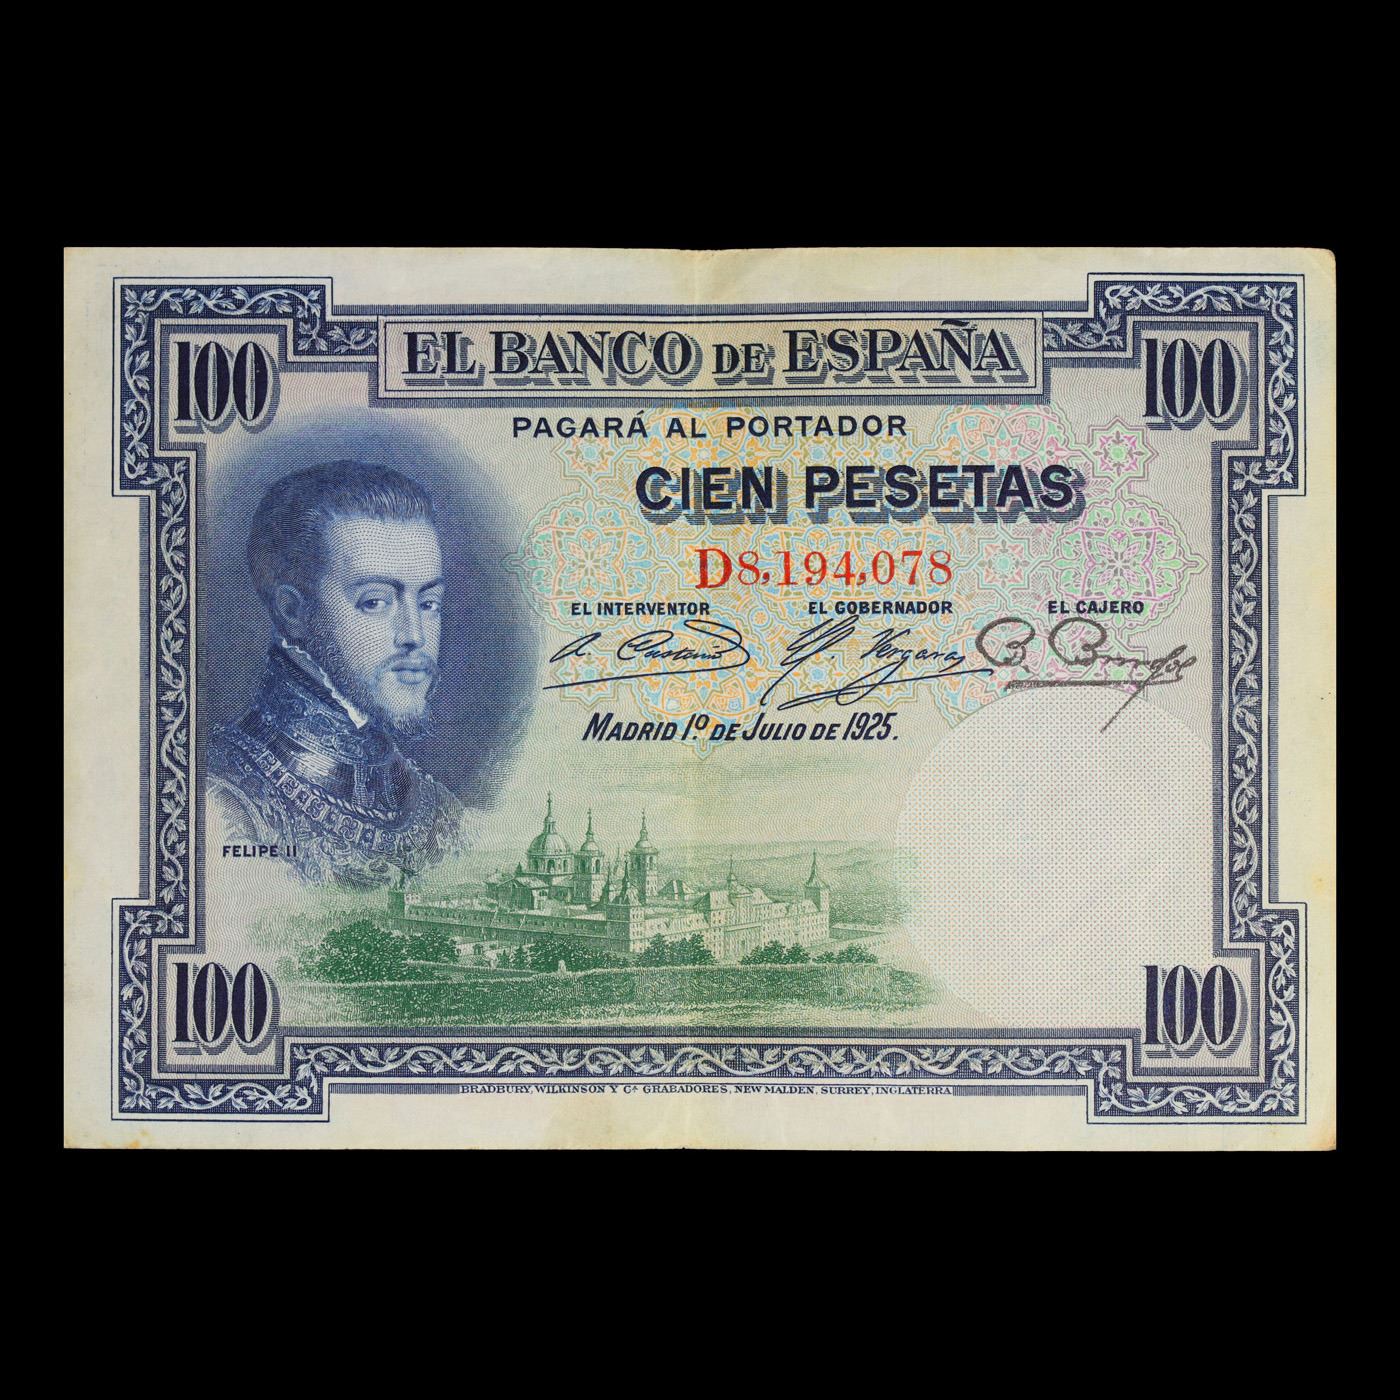 100
EL BANCO DE ESPAÑA
100
PAGARÁ AL PORTADOR
CIEN PESETAS
D8,194,078
EL INTERVENTOR EL GOBERNADOR EL CAJERO
A. Vergara B.
MADRID 1º DE JULIO DE 1925.
FELIPE II
100
100
BRADBURY, WILKINSON Y Cª GRABADORES, NEW MALDEN, SURREY, INGLATERRA